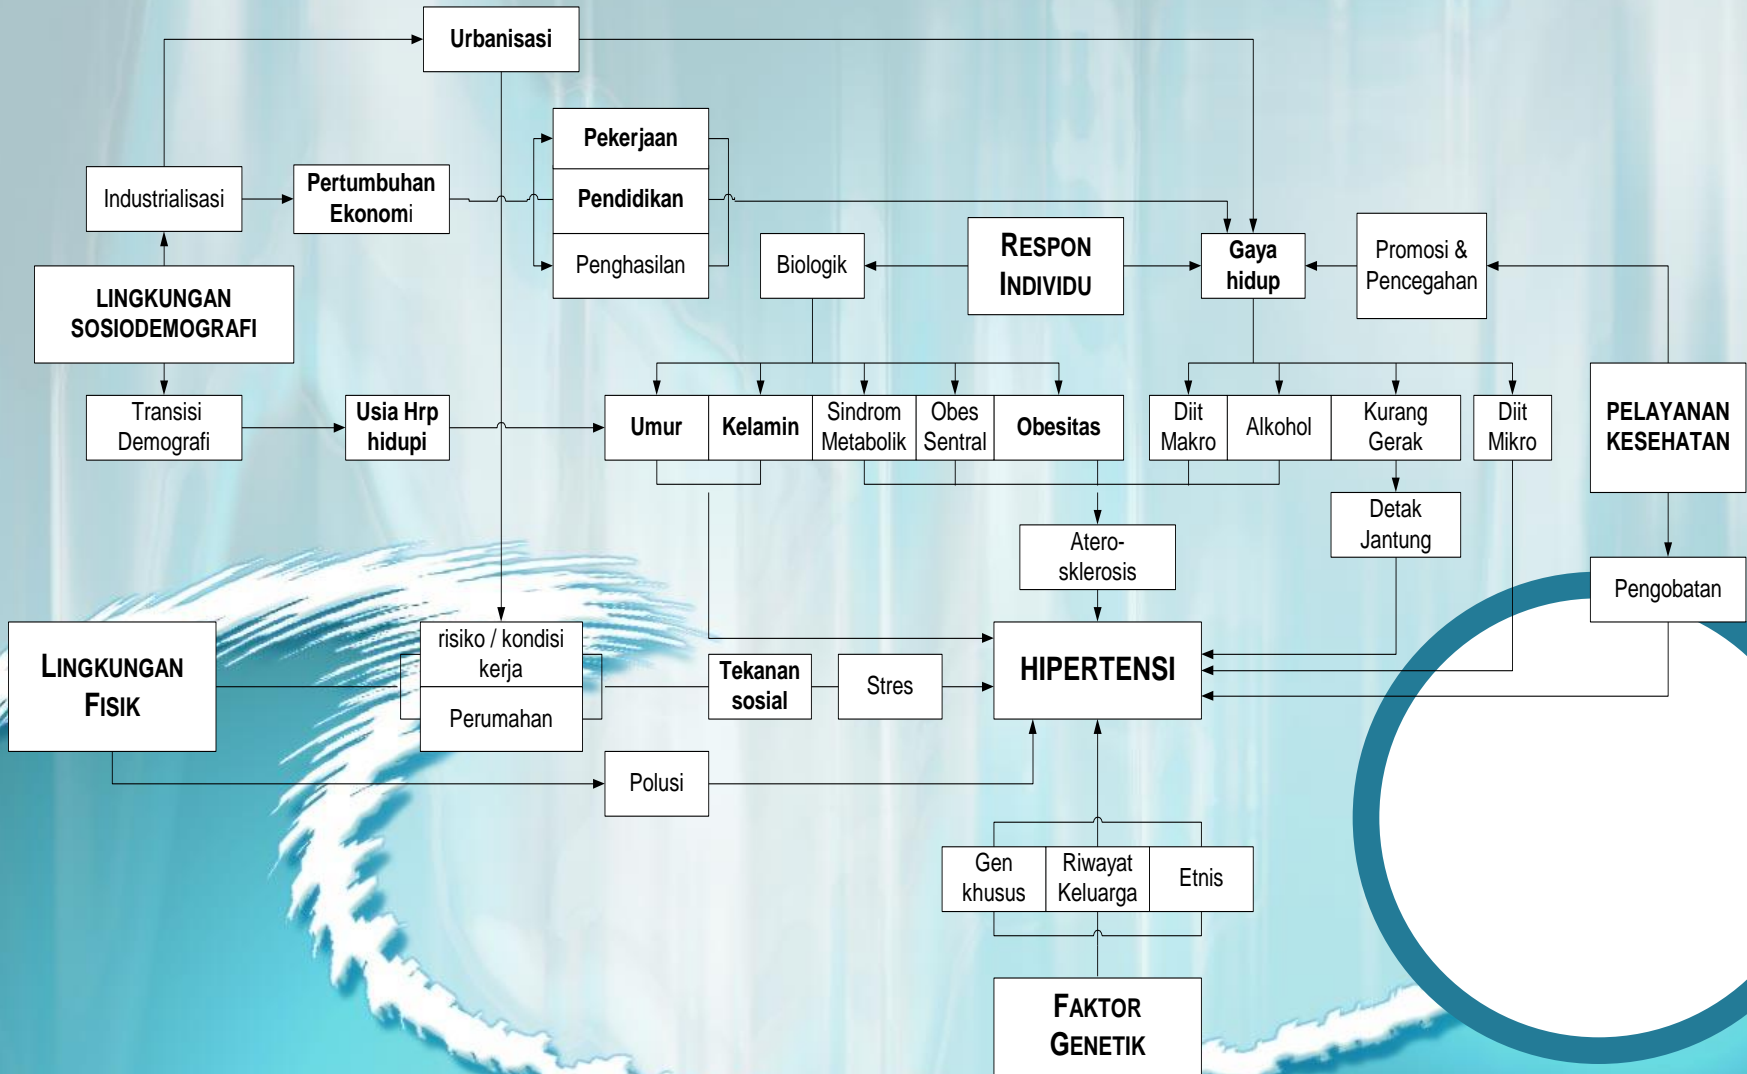 Urbanisasi
Pekerjaan
Industrialisasi
Pertumbuhan
Ekonomi
Pendidikan
Penghasilan
Biologik
RESPON
INDIVIDU
Gaya
hidup
Promosi &
Pencegahan
LINGKUNGAN
SOSIODEMOGRAFI
Transisi
Demografi
Usia Hrp
hidupi
Umur
Kelamin
Sindrom
Metabolik
Obes
Sentral
Obesitas
Diit
Makro
Alkohol
Kurang
Gerak
Diit
Mikro
PELAYANAN
KESEHATAN
Detak
Jantung
Atero-
sklerosis
Pengobatan
LINGKUNGAN
FISIK
risiko / kondisi
kerja
Perumahan
Tekanan
sosial
Stres
HIPERTENSI
Polusi
Gen
khusus
Riwayat
Keluarga
Etnis
FAKTOR
GENETIK